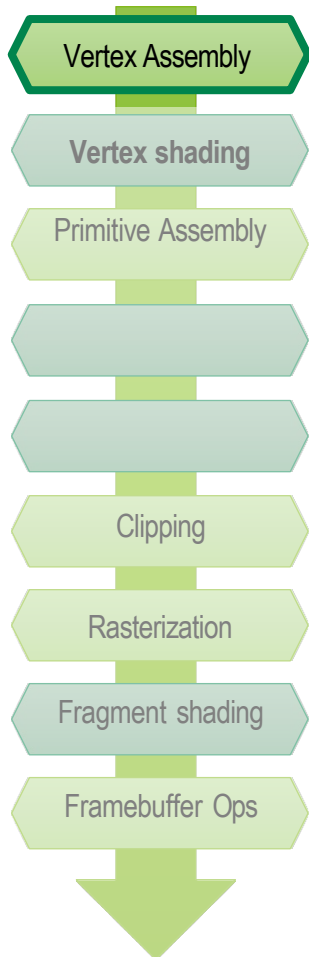 Vertex Assembly
Vertex shading
Primitive Assembly
Clipping
Rasterization
Fragment shading
Framebuffer Ops